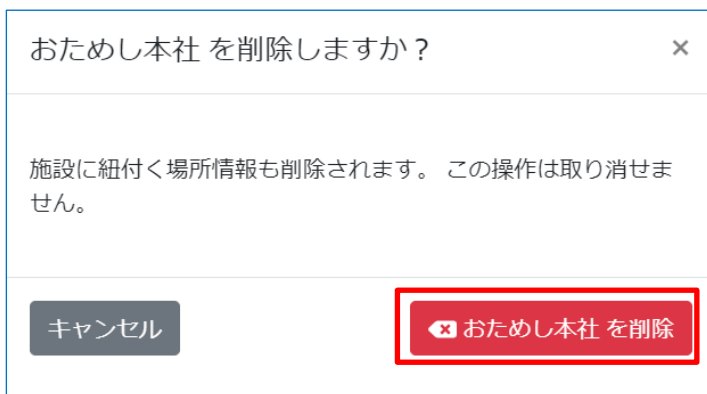 おためし本社 を削除しますか？
×
施設に紐付く場所情報も削除されます。 この操作は取り消せま
せん。
キャンセル
おためし本社 を削除